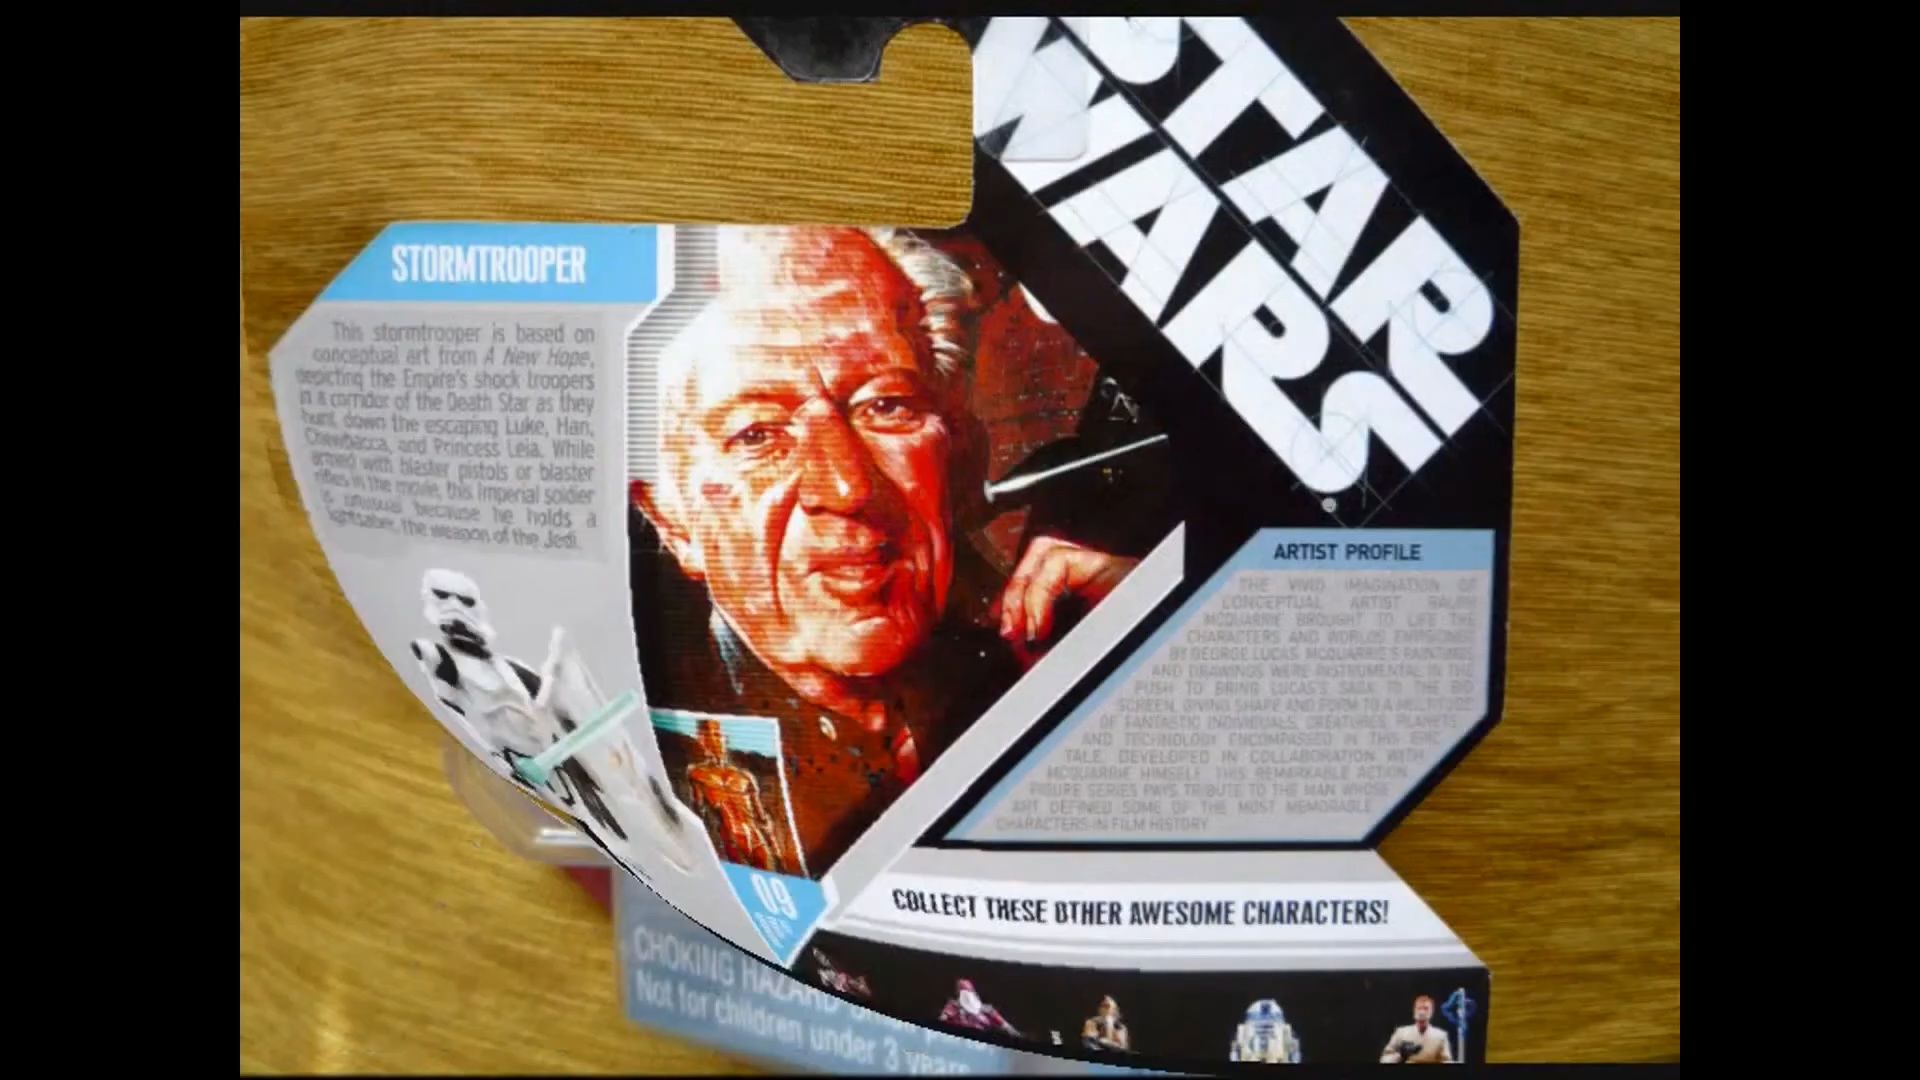 STAR
WARS
STORMTROOPER
This stormtrooper is based on
conceptual art from A New Hope,
depicting the Empire's shock troopers
in a corridor of the Death Star as they
hunt down the escaping Luke, Han,
Chewbacca, and Princess Leia. While
armed with blaster pistols or blaster
rifles in the movie, this Imperial soldier
is unusual because he holds a
lightsaber, the weapon of the Jedi.
ARTIST PROFILE
THE VIVID IMAGINATION OF
CONCEPTUAL ARTIST RALPH
MCQUARRIE BROUGHT TO LIFE THE
CHARACTERS AND WORLDS ENVISIONED
BY GEORGE LUCAS. MCQUARRIE'S PAINTINGS
AND DRAWINGS WERE INSTRUMENTAL IN THE
PUSH TO BRING LUCAS'S SAGA TO THE BIG
SCREEN, GIVING SHAPE AND FORM TO A MULTITUDE
OF FANTASTIC INDIVIDUALS, CREATURES, PLANETS
AND TECHNOLOGY ENCOMPASSED IN THIS EPIC
TALE. DEVELOPED IN COLLABORATION WITH
MCQUARRIE HIMSELF, THIS REMARKABLE ACTION
FIGURE SERIES PAYS TRIBUTE TO THE MAN WHOSE
ART DEFINED SOME OF THE MOST MEMORABLE
CHARACTERS IN FILM HISTORY.
09
COLLECT THESE OTHER AWESOME CHARACTERS!
CHOKING HAZARD
Not for children under 3 years